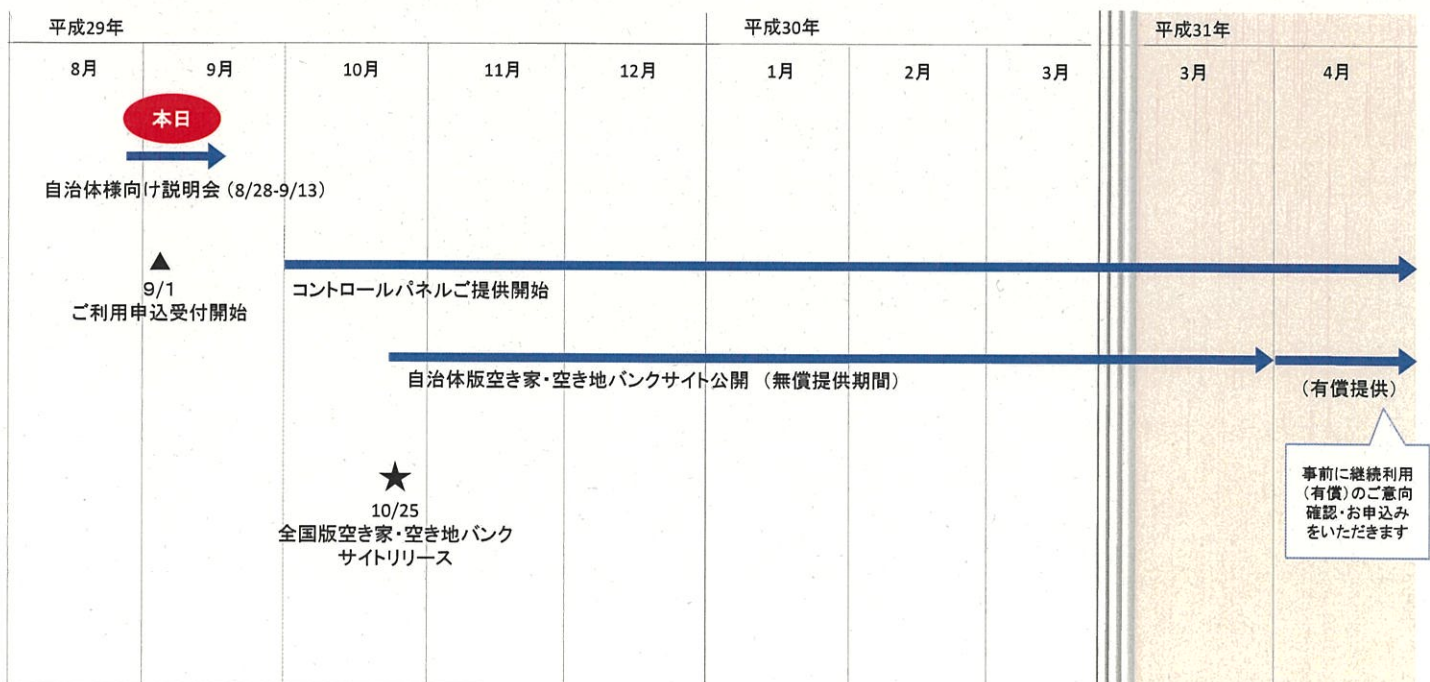 平成29年
平成30年
平成31年
8月
9月
10月
11月
12月
1月
2月
3月
3月
4月
本日
自治体様向け説明会 (8/28-9/13)
▲
9/1
ご利用申込受付開始
コントロールパネルご提供開始
自治体版空き家・空き地バンクサイト公開 （無償提供期間）
（有償提供）
★
10/25
全国版空き家・空き地バンク
サイトリリース
事前に継続利用
（有償）のご意向
確認・お申込み
をいただきます